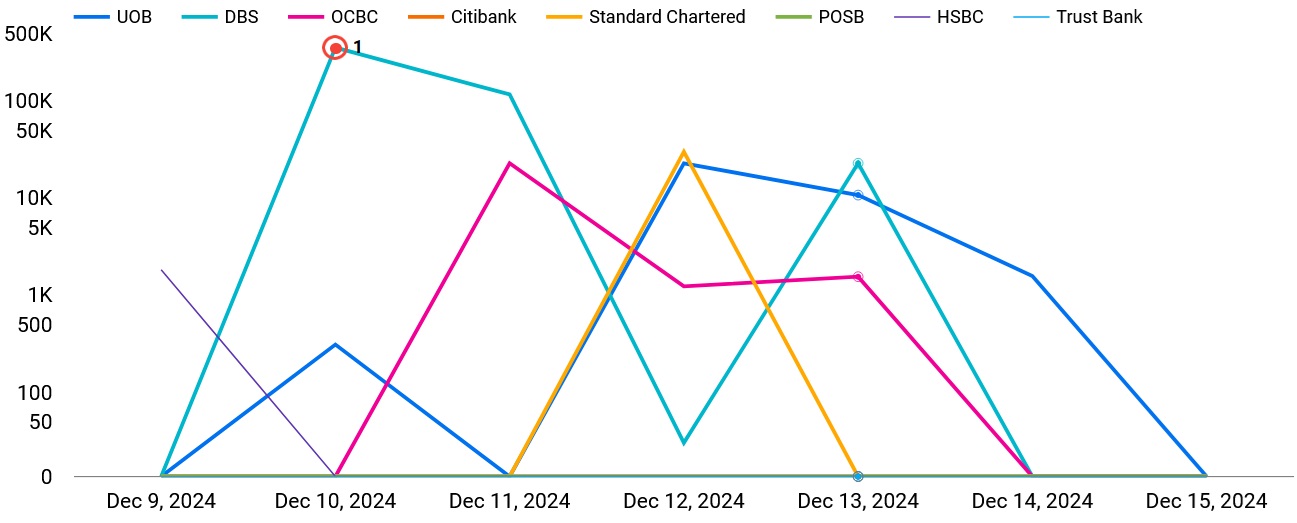 UOB DBS OCBC Citibank Standard Chartered POSB HSBC Trust Bank
500K
1
100K
50K
10K
5K
1K
500
100
50
0
Dec 9, 2024 Dec 10, 2024 Dec 11, 2024 Dec 12, 2024 Dec 13, 2024 Dec 14, 2024 Dec 15, 2024